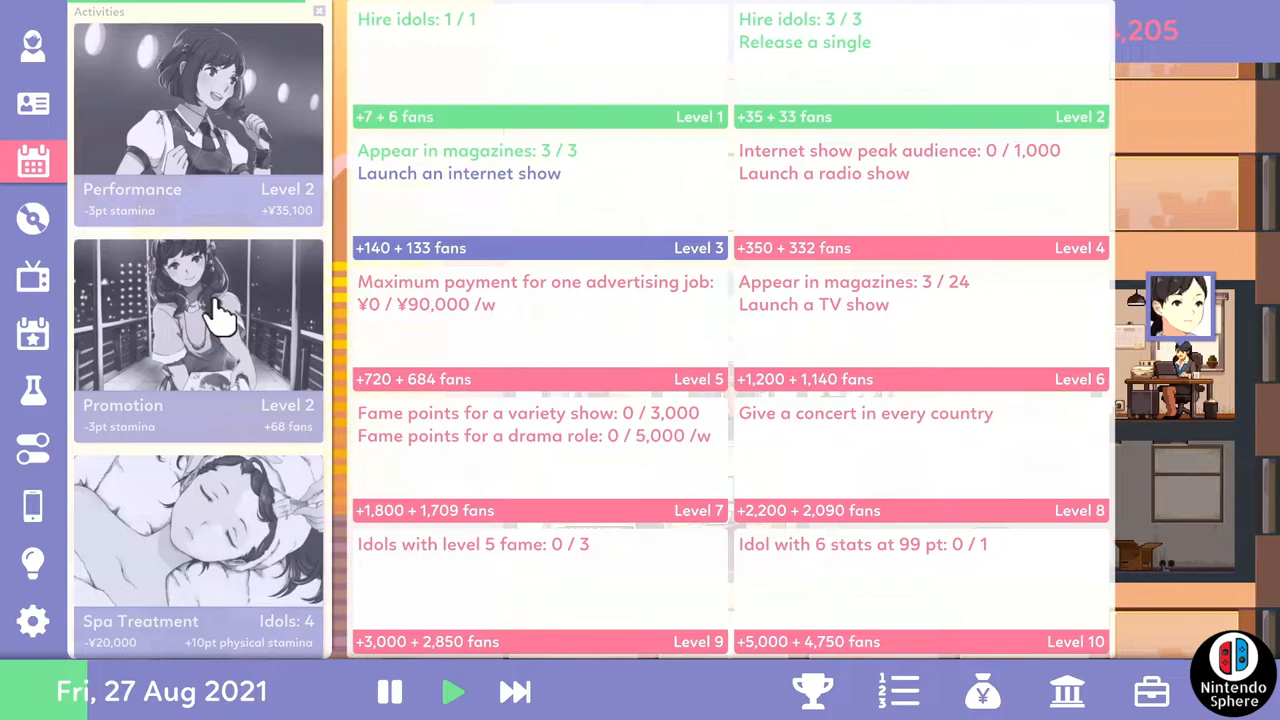 Activities
Performance Level 2
-3pt stamina +¥35,100
Promotion Level 2
-3pt stamina +68 fans
Spa Treatment Idols: 4
-¥20,000 +10pt physical stamina
Hire idols: 1 / 1
+7 + 6 fans Level 1
Hire idols: 3 / 3
Release a single
+35 + 33 fans Level 2
Appear in magazines: 3 / 3
Launch an internet show
+140 + 133 fans Level 3
Internet show peak audience: 0 / 1,000
Launch a radio show
+350 + 332 fans Level 4
Maximum payment for one advertising job:
¥0 / ¥90,000 /w
+720 + 684 fans Level 5
Appear in magazines: 3 / 24
Launch a TV show
+1,200 + 1,140 fans Level 6
Fame points for a variety show: 0 / 3,000
Fame points for a drama role: 0 / 5,000 /w
+1,800 + 1,709 fans Level 7
Give a concert in every country
+2,200 + 2,090 fans Level 8
Idols with level 5 fame: 0 / 3
+3,000 + 2,850 fans Level 9
Idol with 6 stats at 99 pt: 0 / 1
+5,000 + 4,750 fans Level 10
,205
Fri, 27 Aug 2021
1
2
3
¥
Nintendo
Sphere